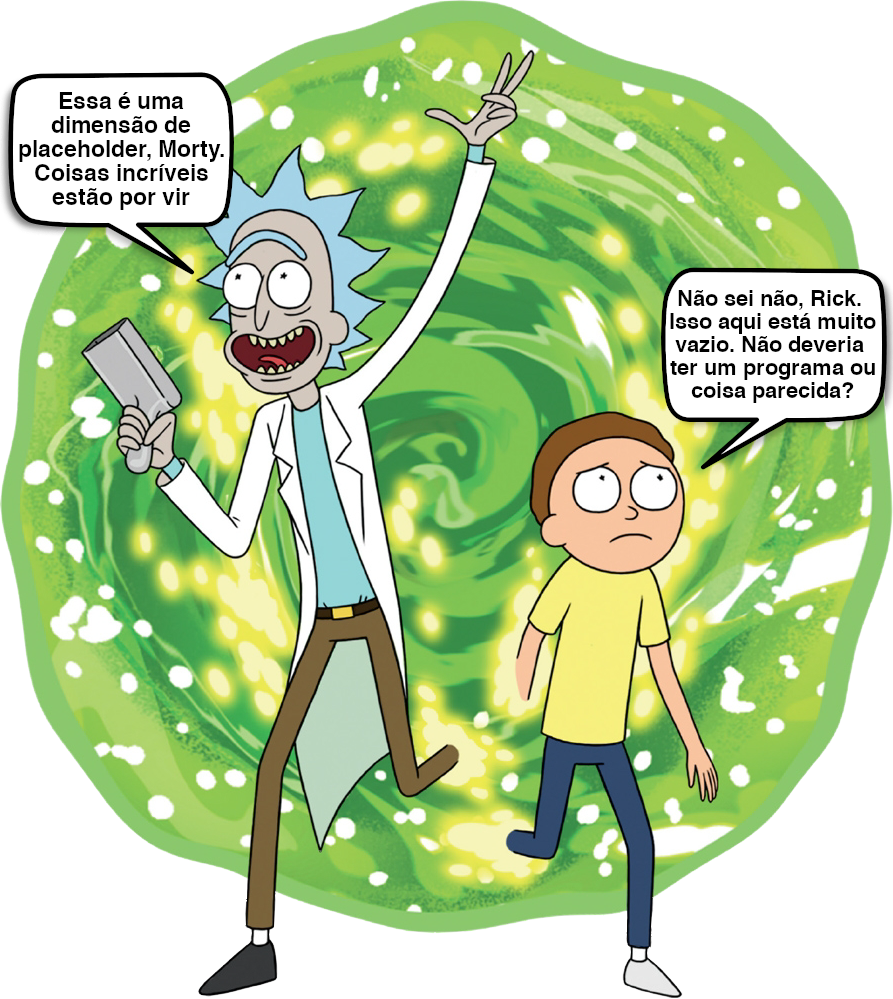 Essa é uma
dimensão de
placeholder, Morty.
Coisas incríveis
estão por vir
Não sei não, Rick.
Isso aqui está muito
vazio. Não deveria
ter um programa ou
coisa parecida?